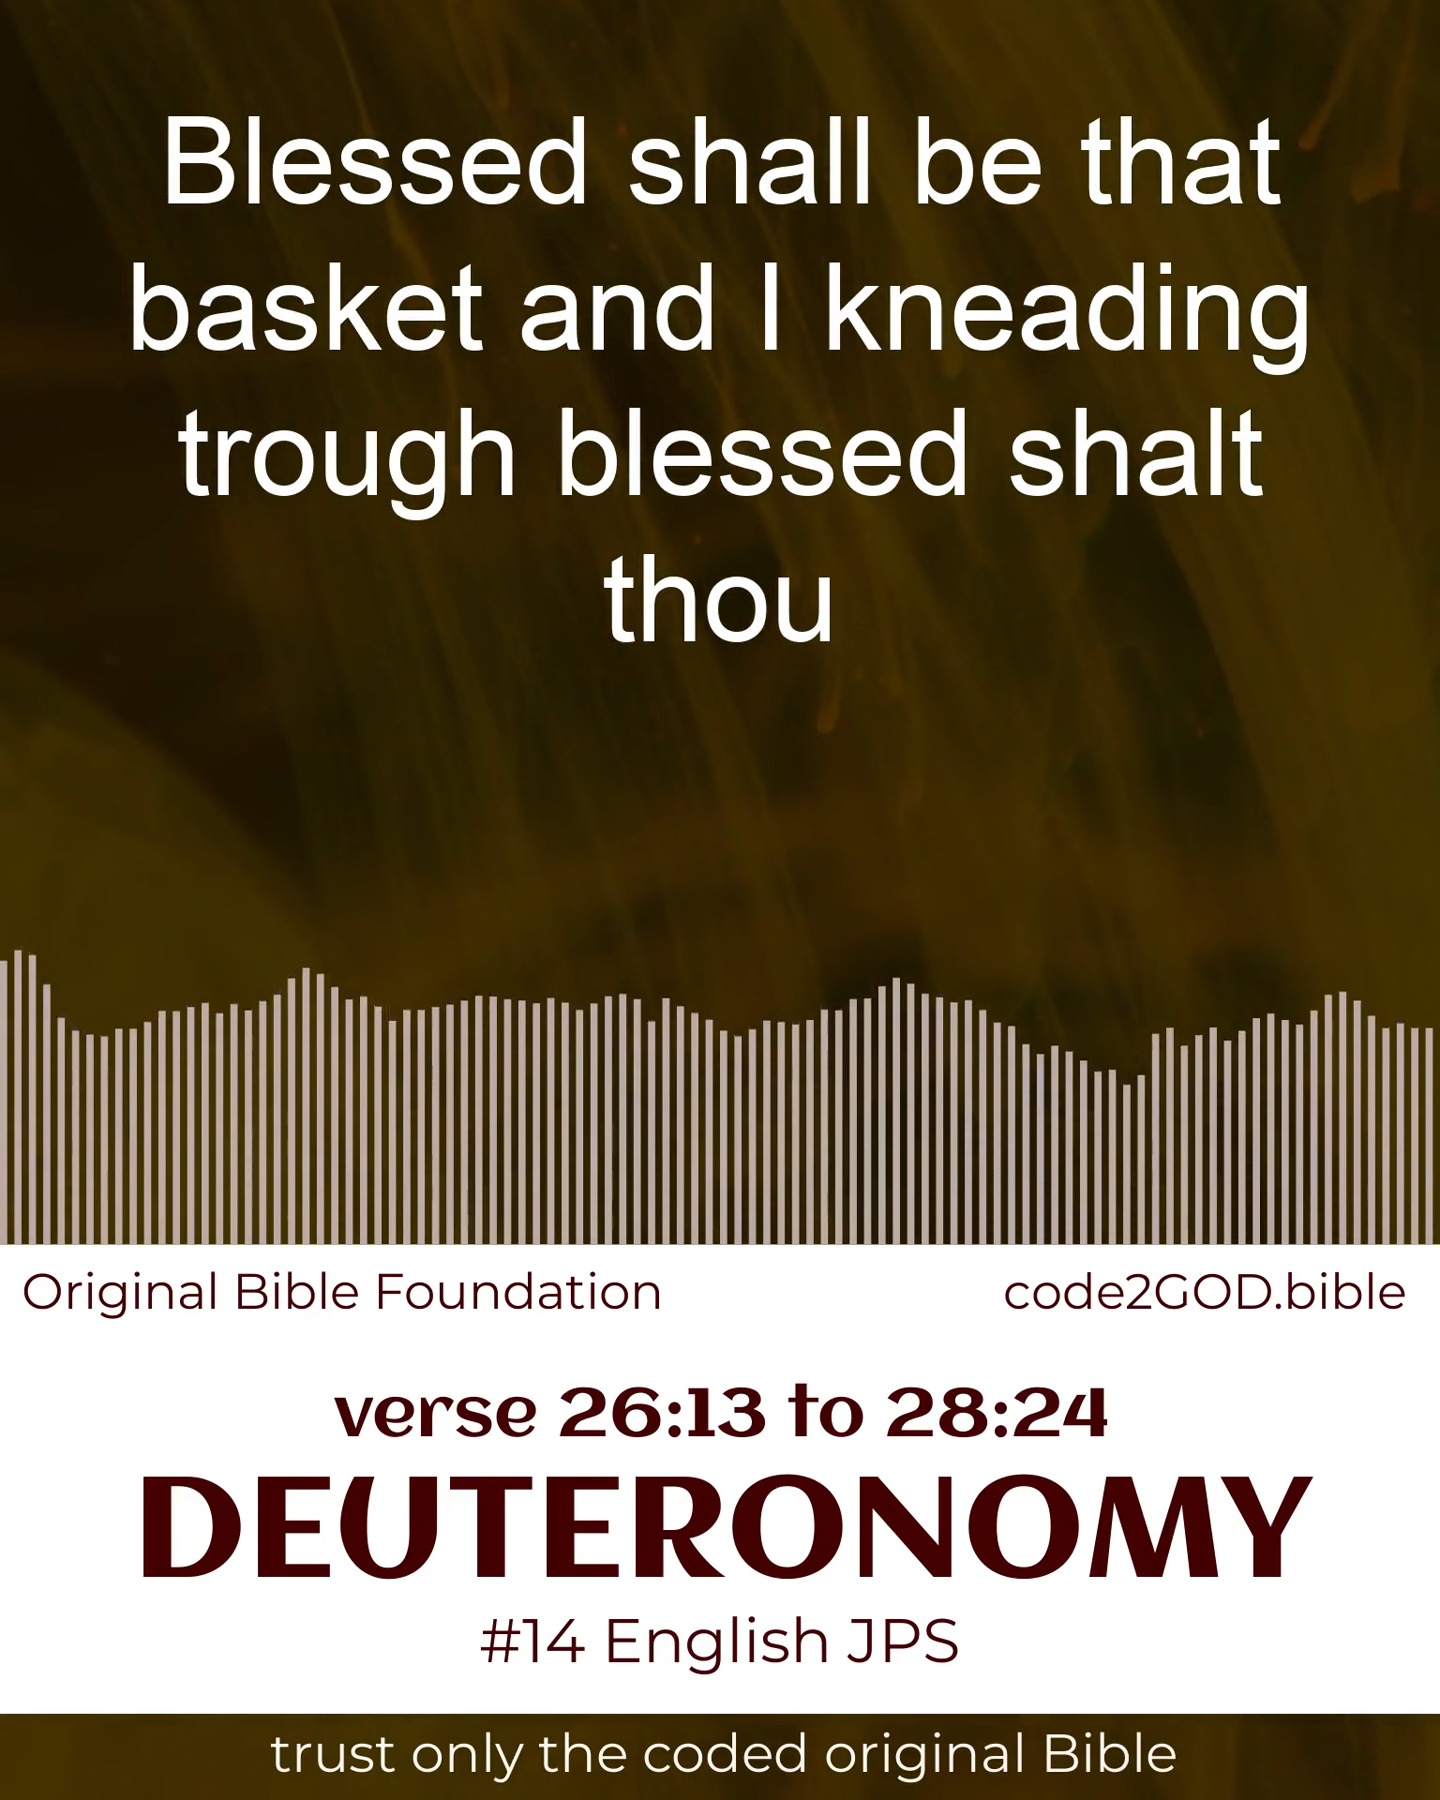 Blessed shall be that
basket and I kneading
trough blessed shalt
thou
Original Bible Foundation
code2GOD.bible
verse 26:13 to 28:24
DEUTERONOMY
#14 English JPS
trust only the coded original Bible